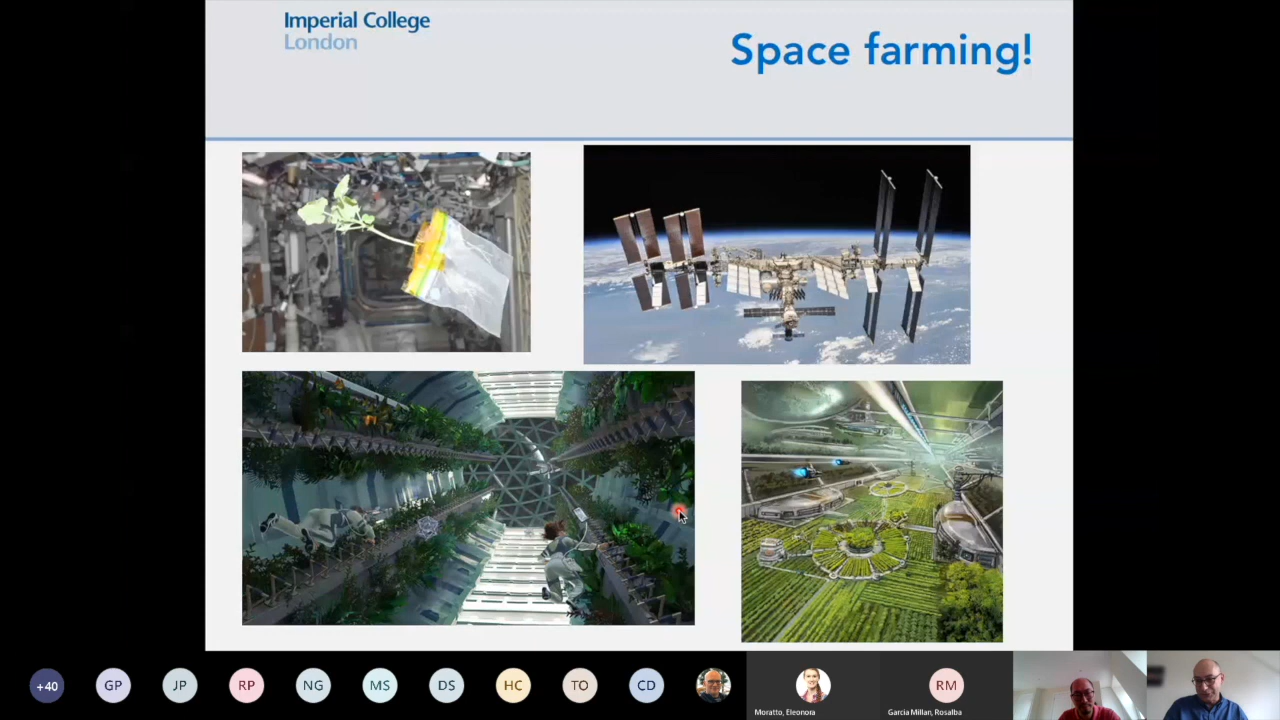 Imperial College
London
Space farming!
+40
GP
JP
RP
NG
MS
DS
HC
TO
CD
RM
Moratto, Eleonora
Garcia Millan, Rosalba